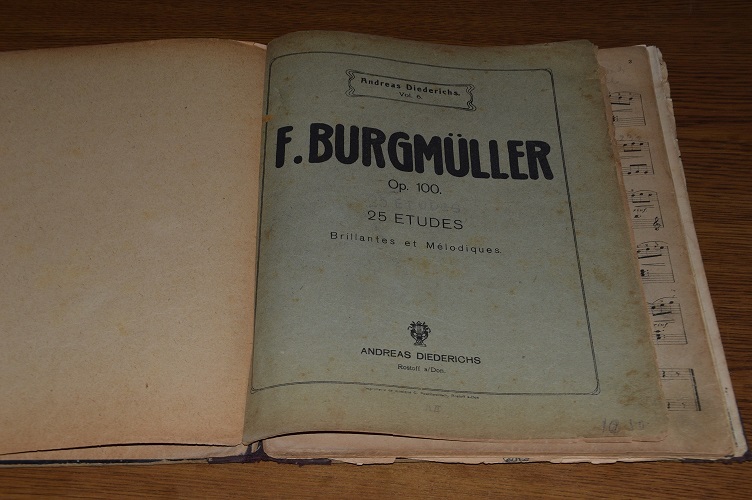 Andreas Diederichs.
Vol. 6.
F. BURGMÜLLER
Op. 100.
25 ETUDES
Brillantes et Mélodiques.
ANDREAS DIEDERICHS
Rostoff a/Don.